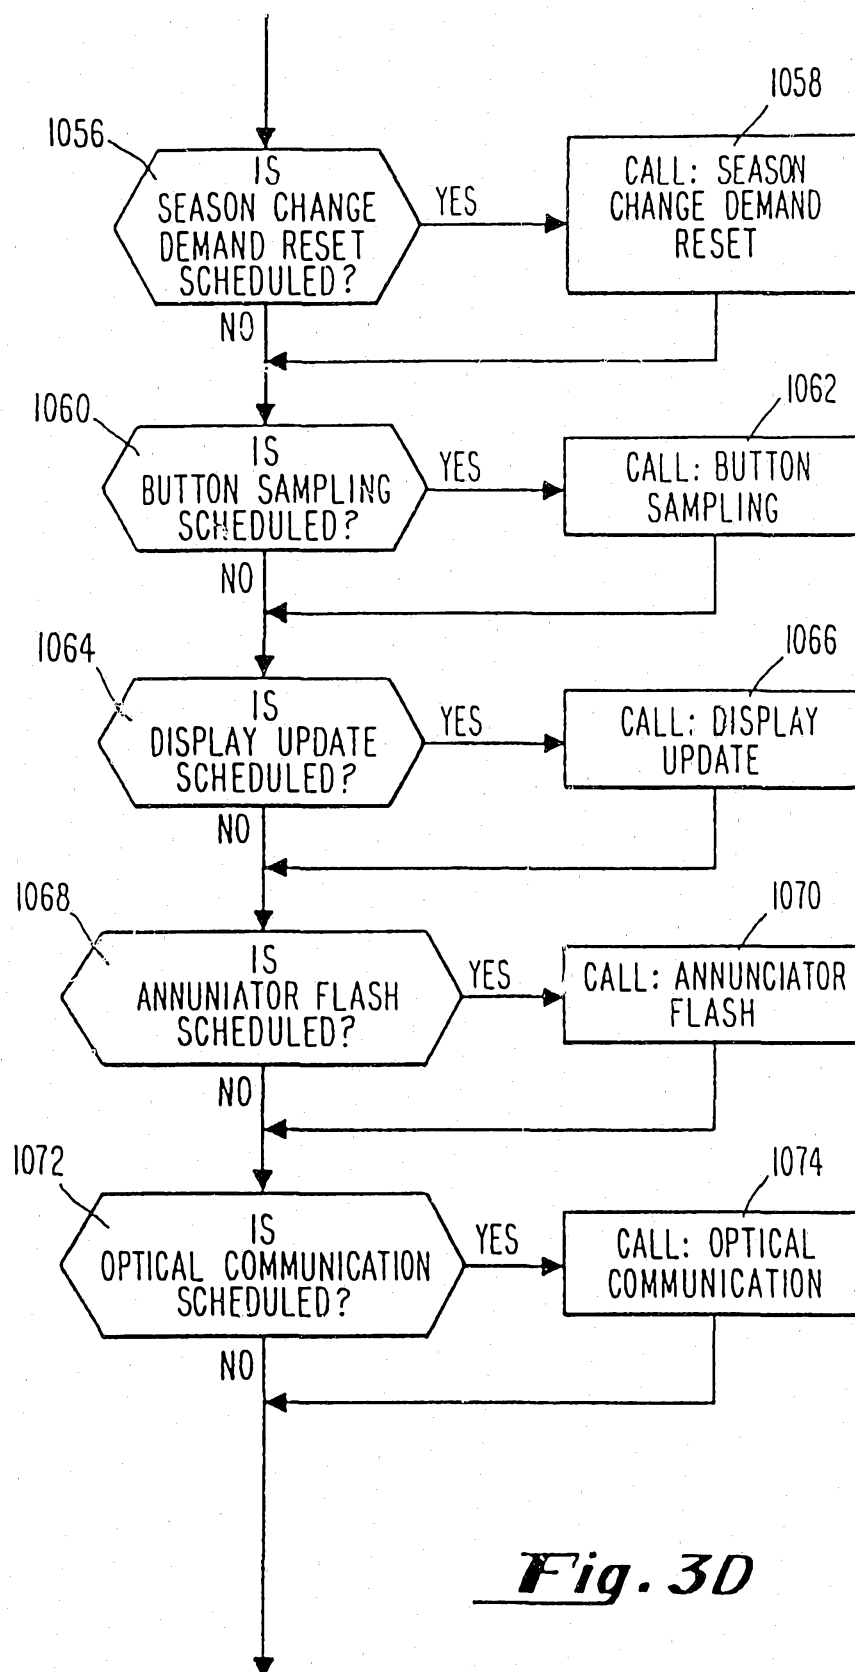 1056
IS
SEASON CHANGE
DEMAND RESET
SCHEDULED?
YES
1058
CALL: SEASON
CHANGE DEMAND
RESET
NO
1060
IS
BUTTON SAMPLING
SCHEDULED?
YES
1062
CALL: BUTTON
SAMPLING
NO
1064
IS
DISPLAY UPDATE
SCHEDULED?
YES
1066
CALL: DISPLAY
UPDATE
NO
1068
IS
ANNUNIATOR FLASH
SCHEDULED?
YES
1070
CALL: ANNUNCIATOR
FLASH
NO
1072
IS
OPTICAL COMMUNICATION
SCHEDULED?
YES
1074
CALL: OPTICAL
COMMUNICATION
NO
Fig. 3D